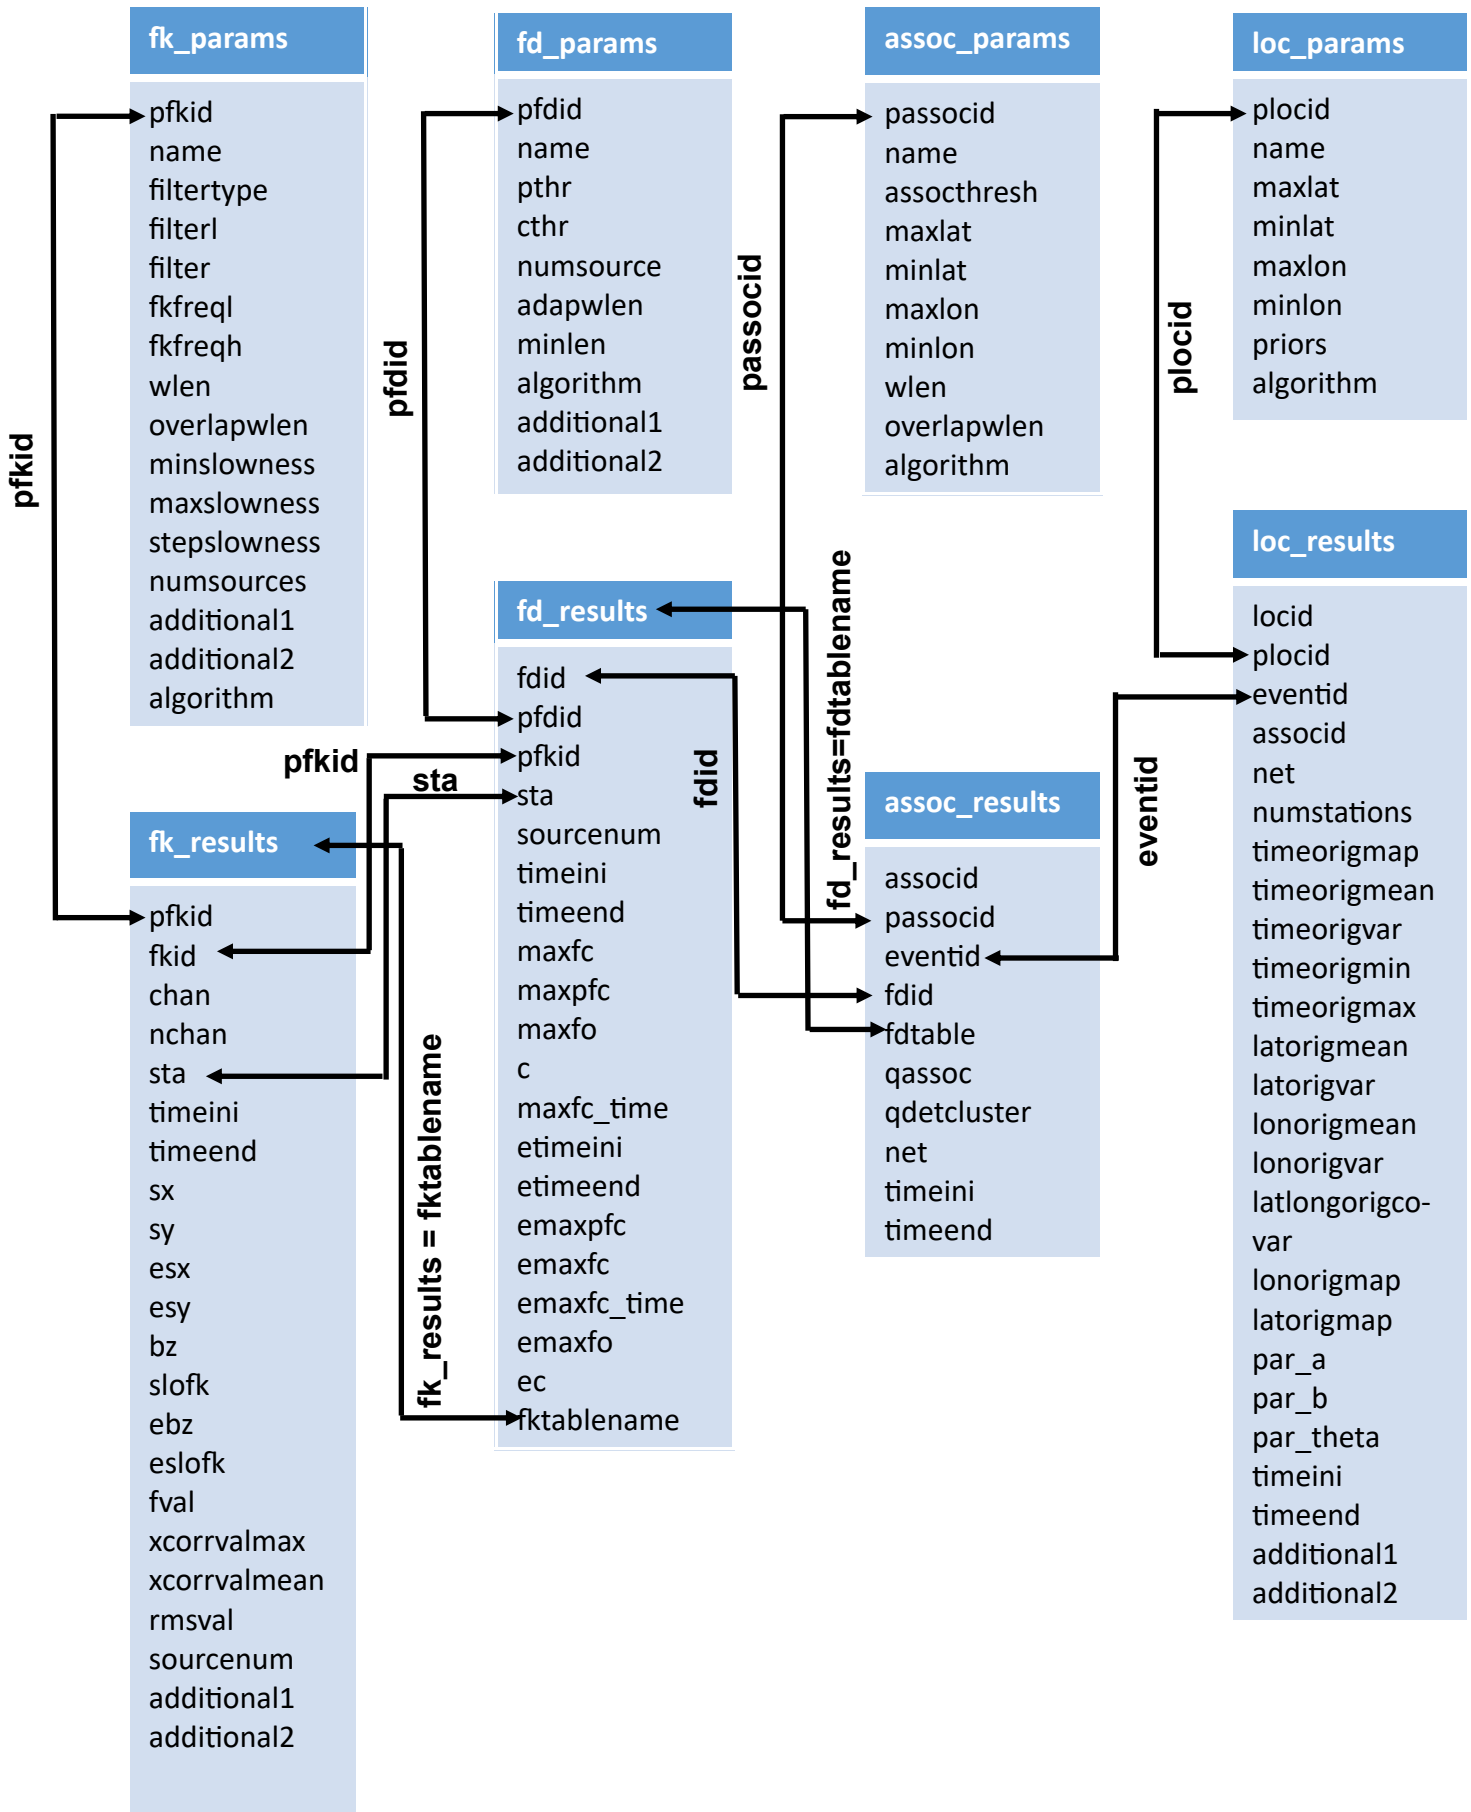 fk_params
pfkid
name
filtertype
filterl
filter
fkfreql
fkfreqh
wlen
overlapwlen
minslowness
maxslowness
stepslowness
numsources
additional1
additional2
algorithm
fd_params
pfdid
name
pthr
cthr
numsource
adapwlen
minlen
algorithm
additional1
additional2
assoc_params
passocid
name
assocthresh
maxlat
minlat
maxlon
minlon
wlen
overlapwlen
algorithm
loc_params
plocid
name
maxlat
minlat
maxlon
minlon
priors
algorithm
pfkid
pfdid
passocid
plocid
fk_results
pfkid
fkid
chan
nchan
sta
timeini
timeend
sx
sy
esx
esy
bz
slofk
ebz
eslofk
fval
xcorrvalmax
xcorrvalmean
rmsval
sourcenum
additional1
additional2
pfkid
sta
fk_results = fktablename
fd_results
fdid
pfdid
pfkid
sta
sourcenum
timeini
timeend
maxfc
maxpfc
maxfo
c
maxfc_time
etimeini
etimeend
emaxpfc
emaxfc
emaxfc_time
emaxfo
ec
fktablename
fdid
fd_results=fdtablename
assoc_results
associd
passocid
eventid
fdid
fdtable
qassoc
qdetcluster
net
timeini
timeend
eventid
loc_results
locid
plocid
eventid
associd
net
numstations
timeorigmap
timeorigmean
timeorigvar
timeorigmin
timeorigmax
latorigmean
latorigvar
lonorigmean
lonorigvar
latlongorigco-
var
lonorigmap
latorigmap
par_a
par_b
par_theta
timeini
timeend
additional1
additional2